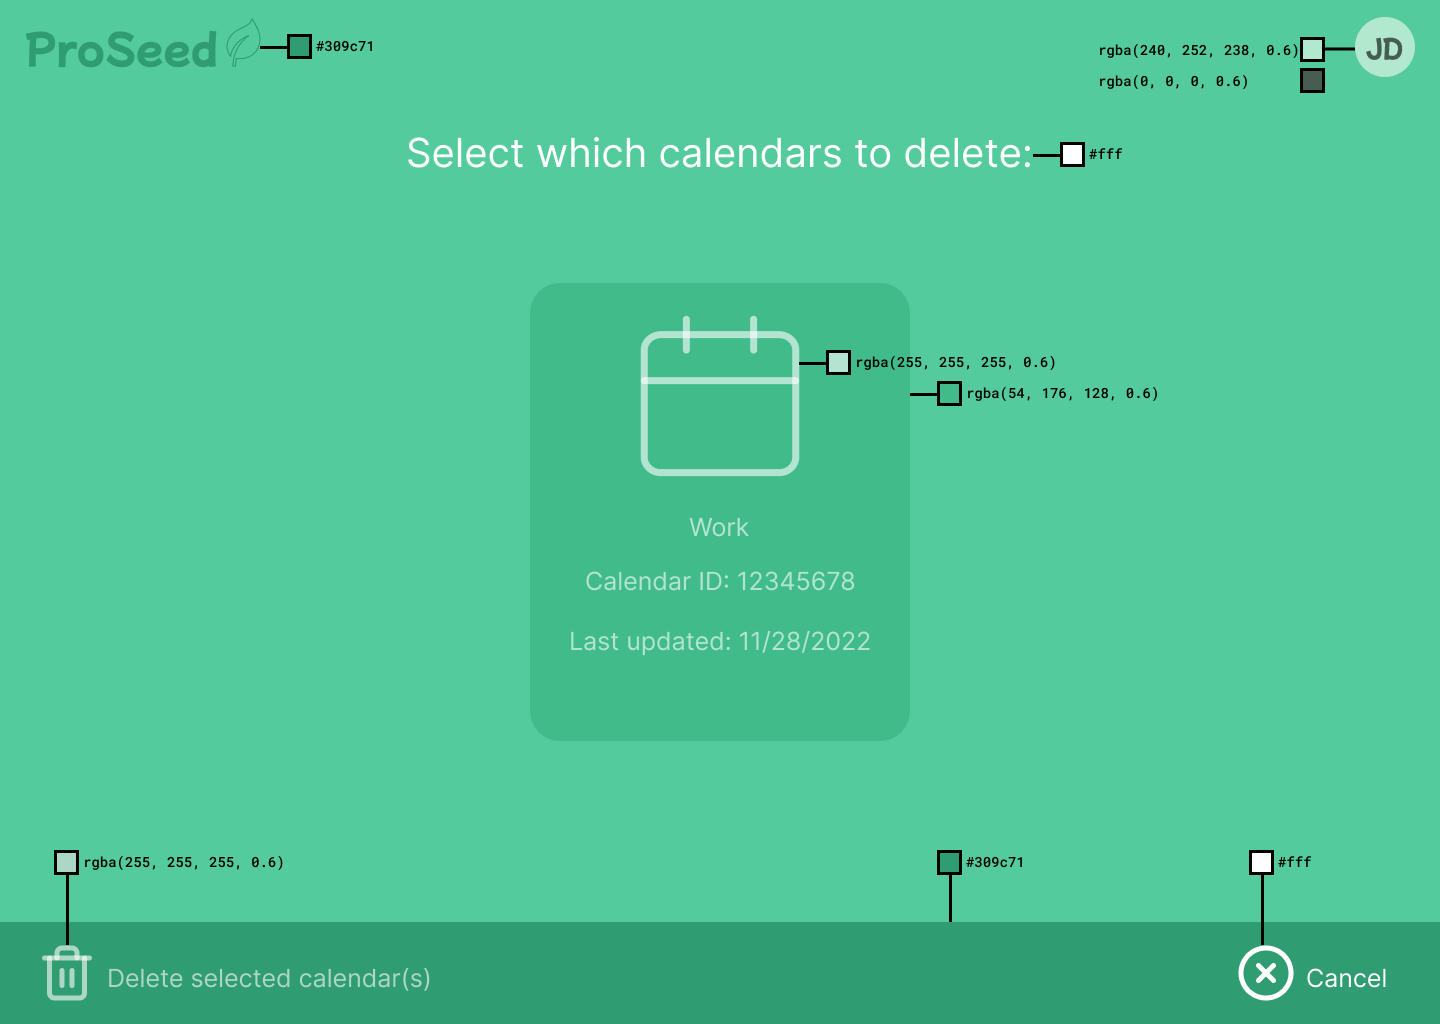 ProSeed
#309c71
rgba(240, 252, 238, 0.6)
JD
rgba(0, 0, 0, 0.6)
Select which calendars to delete:
#fff
rgba(255, 255, 255, 0.6)
rgba(54, 176, 128, 0.6)
Work
Calendar ID: 12345678
Last updated: 11/28/2022
rgba(255, 255, 255, 0.6)
#309c71
#fff
Delete selected calendar(s)
Cancel